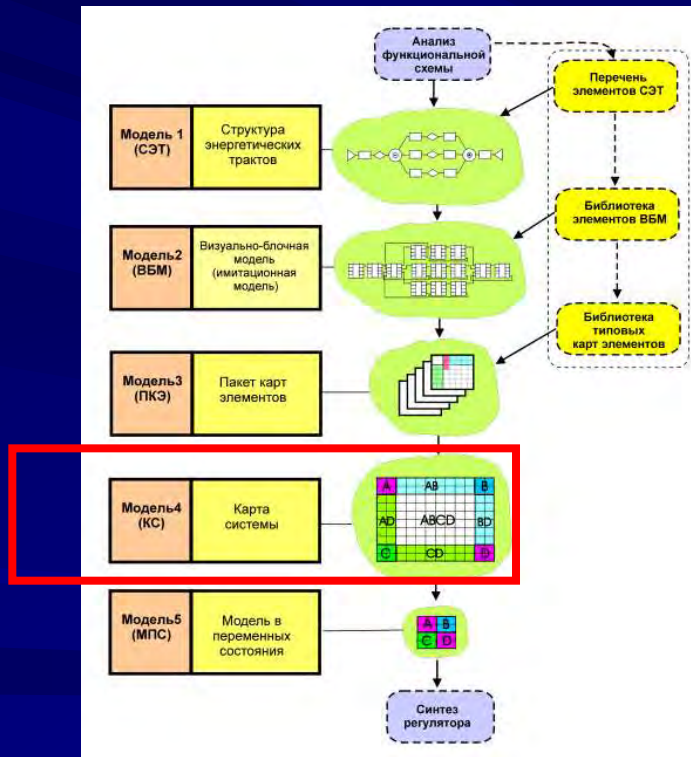 Анализ
функциональной
схемы
Перечень
элементов СЭТ
Модель 1
(СЭТ)
Структура
энергетических
трактов
Библиотека
элементов ВБМ
Модель2
(ВБМ)
Визуально-блочная
модель
(имитационная
модель)
Библиотека
типовых
карт элементов
Модель3
(ПКЭ)
Пакет карт
элементов
Модель4
(КС)
Карта
системы
A AB B
AD ABCD BD
C CD D
Модель5
(МПС)
Модель в
переменных
состояния
A B
C D
Синтез
регулятора